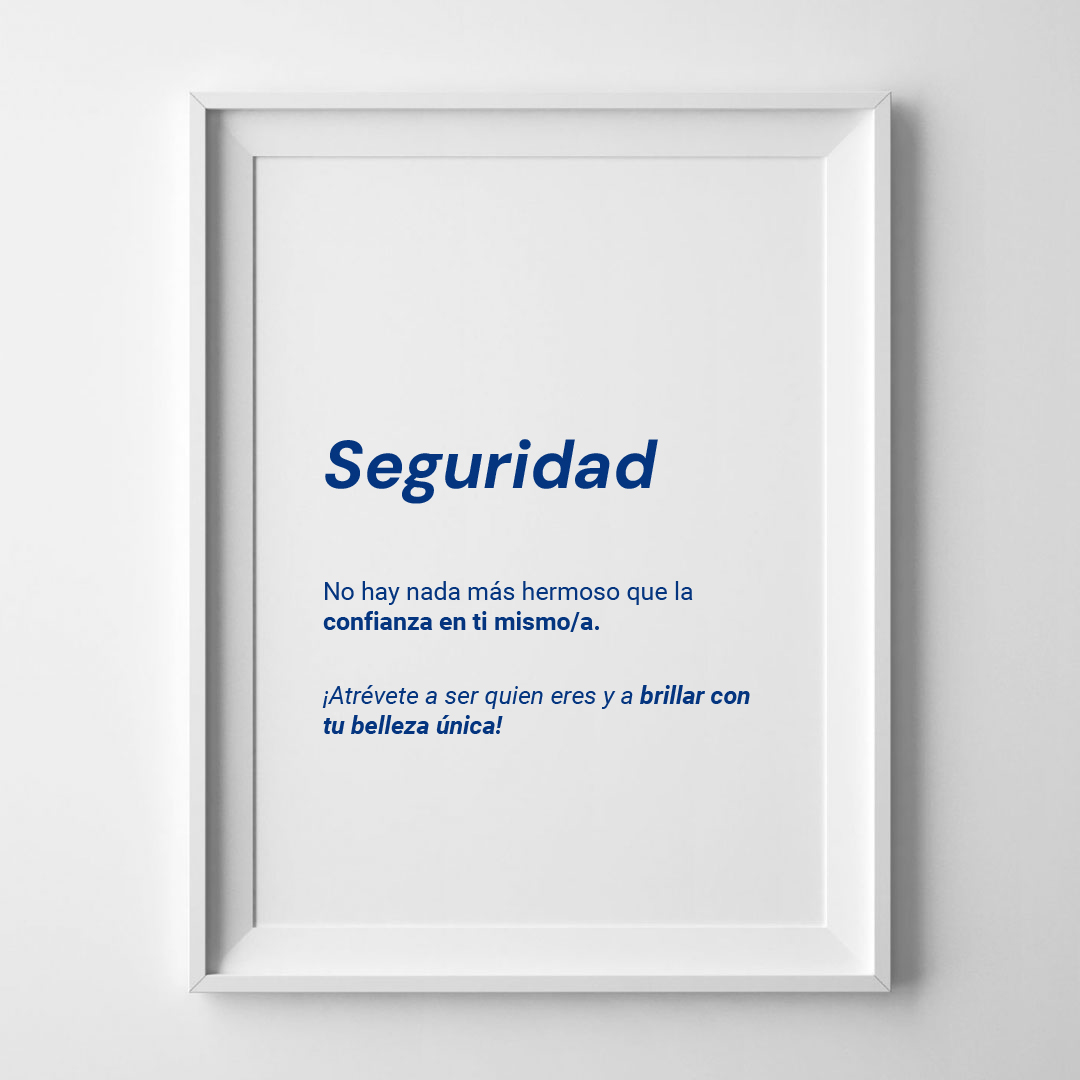 Seguridad
No hay nada más hermoso que la
confianza en ti mismo/a.
¡Atrévete a ser quien eres y a brillar con
tu belleza única!